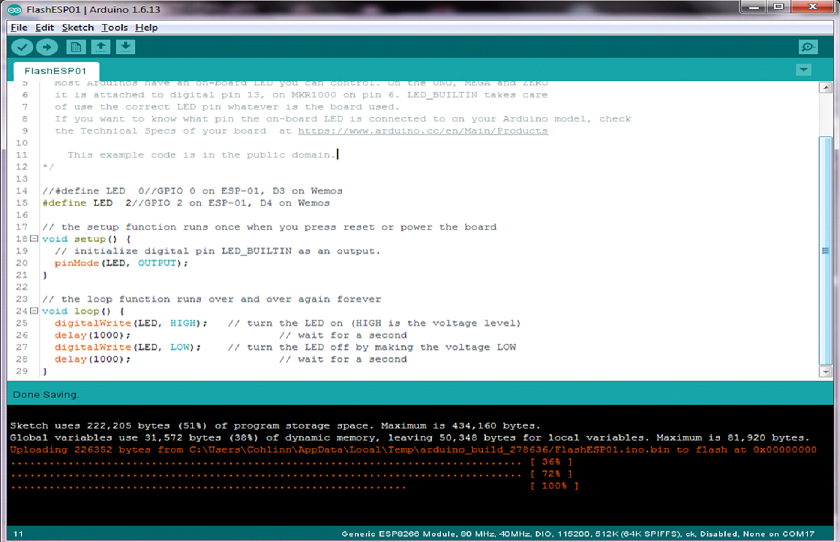 FlashESP01 | Arduino 1.6.13
File Edit Sketch Tools Help
FlashESP01
5 Most Arduinos have an on-board LED you can control. On the UNO, MEGA and ZERO
6 it is attached to digital pin 13, on MKR1000 on pin 6. LED_BUILTIN takes care
7 of use the correct LED pin whatever is the board used.
8 If you want to know what pin the on-board LED is connected to on your Arduino model, check
9 the Technical Specs of your board at https://www.arduino.cc/en/Main/Products
10
11 This example code is in the public domain.
12 */
13
14 //#define LED 0//GPIO 0 on ESP-01, D3 on Wemos
15 #define LED 2//GPIO 2 on ESP-01, D4 on Wemos
16
17 // the setup function runs once when you press reset or power the board
18 void setup() {
19 // initialize digital pin LED_BUILTIN as an output.
20 pinMode(LED, OUTPUT);
21 }
22
23 // the loop function runs over and over again forever
24 void loop() {
25 digitalWrite(LED, HIGH); // turn the LED on (HIGH is the voltage level)
26 delay(1000); // wait for a second
27 digitalWrite(LED, LOW); // turn the LED off by making the voltage LOW
28 delay(1000); // wait for a second
29 }
Done Saving.
Sketch uses 222,205 bytes (51%) of program storage space. Maximum is 434,160 bytes.
Global variables use 31,572 bytes (38%) of dynamic memory, leaving 50,348 bytes for local variables. Maximum is 81,920 bytes.
Uploading 226352 bytes from C:\Users\Cohlinn\AppData\Local\Temp\arduino_build_278636/FlashESP01.ino.bin to flash at 0x00000000
................................................................................ [ 36% ]
................................................................................ [ 72% ]
.............................................................. [ 100% ]
11 Generic ESP8266 Module, 80 MHz, 40MHz, DIO, 115200, 512K (64K SPIFFS), ck, Disabled, None on COM17